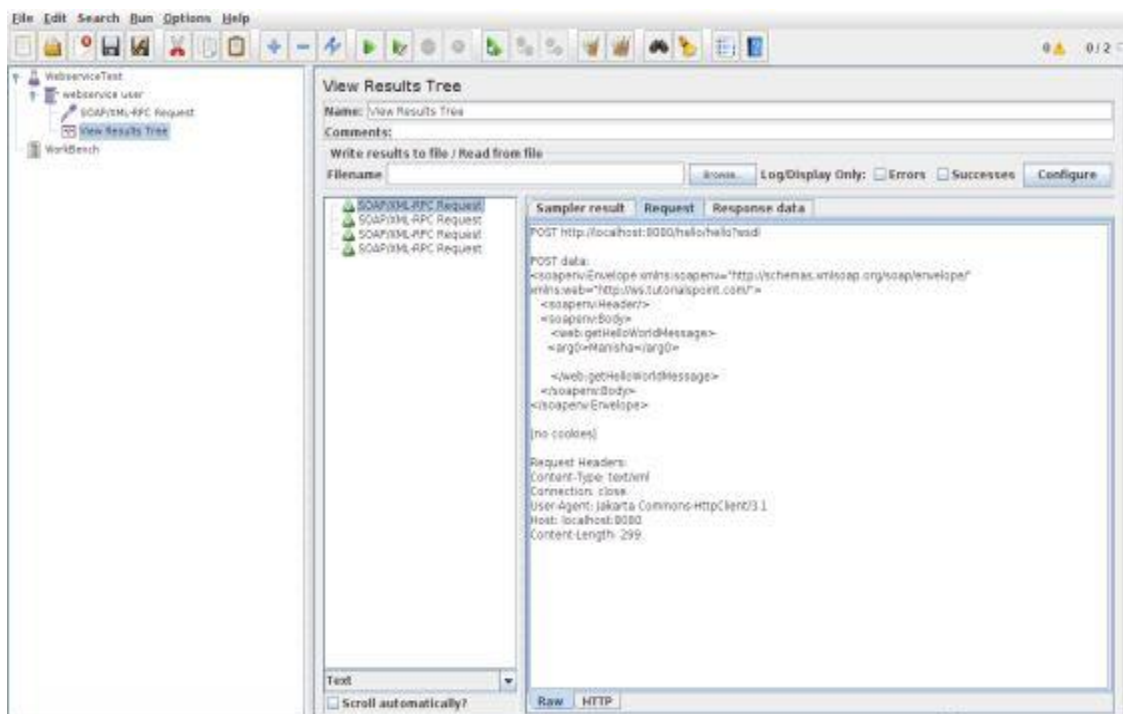 File Edit Search Run Options Help
0 0 / 2
WebserviceTest
webservice user
SOAP/XML-RPC Request
View Results Tree
WorkBench
View Results Tree
Name: View Results Tree
Comments:
Write results to file / Read from file
Filename Browse... Log/Display Only: Errors Successes Configure
SOAP/XML-RPC Request
SOAP/XML-RPC Request
SOAP/XML-RPC Request
SOAP/XML-RPC Request
Sampler result Request Response data
POST http://localhost:8080/hello/hello?wsdl
POST data:
<soapenv:Envelope xmlns:soapenv="http://schemas.xmlsoap.org/soap/envelope/"
xmlns:web="http://ws.tutorialspoint.com/">
<soapenv:Header/>
<soapenv:Body>
<web:getHelloWorldMessage>
<arg0>Manisha</arg0>
</web:getHelloWorldMessage>
</soapenv:Body>
</soapenv:Envelope>
[no cookies]
Request Headers:
Content-Type: text/xml
Connection: close
User-Agent: Jakarta Commons-HttpClient/3.1
Host: localhost:8080
Content-Length: 299
Text
Scroll automatically?
Raw HTTP